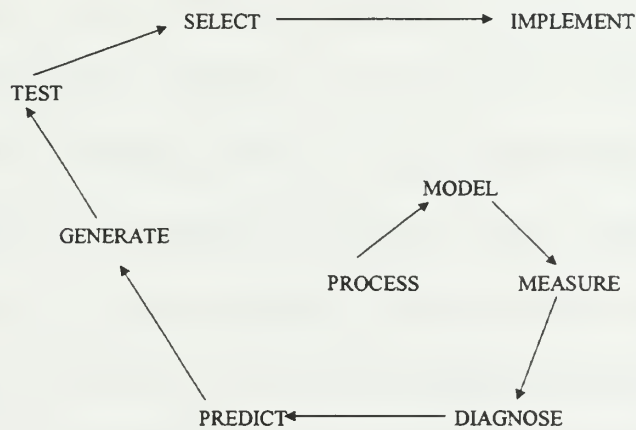 SELECT
IMPLEMENT
TEST
MODEL
GENERATE
PROCESS
MEASURE
PREDICT
DIAGNOSE